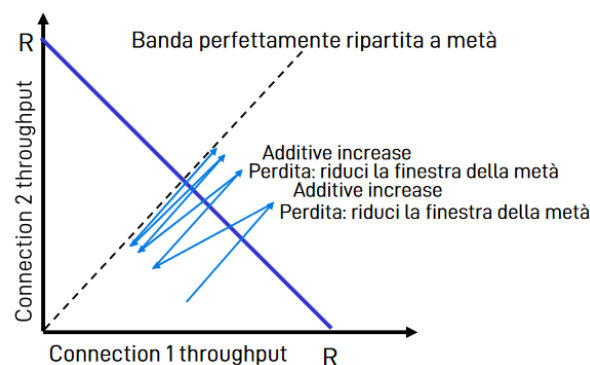 R
Banda perfettamente ripartita a metà
Connection 2 throughput
Additive increase
Perdita: riduci la finestra della metà
Additive increase
Perdita: riduci la finestra della metà
Connection 1 throughput
R